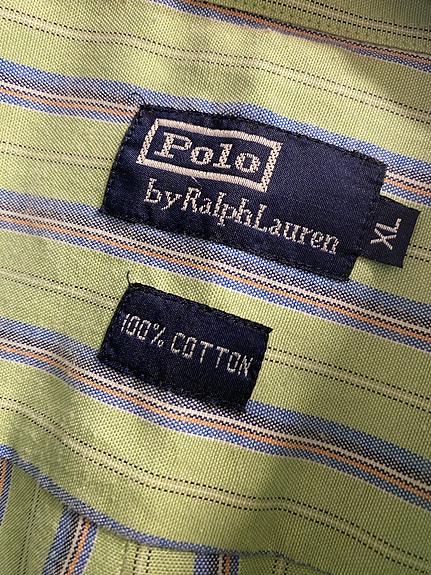 Polo
by Ralph Lauren
XL
100% COTTON